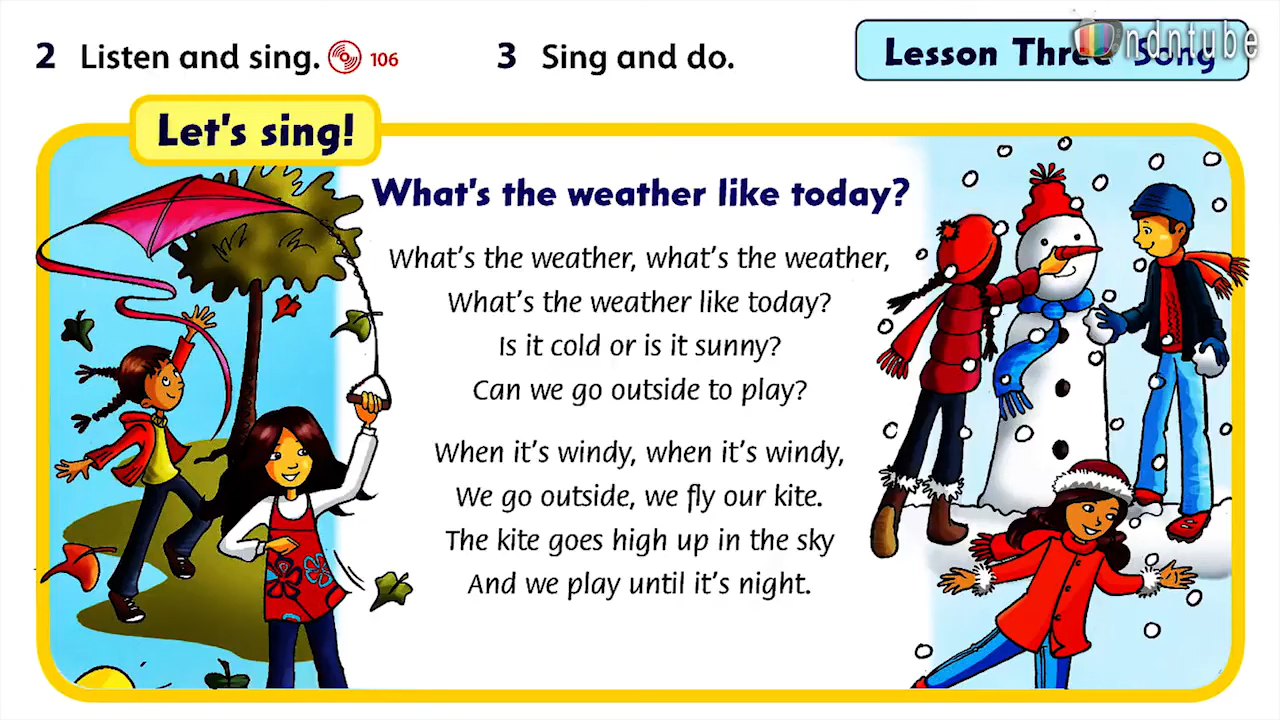 2 Listen and sing. 106 3 Sing and do.
Lesson Three Song
ndntube
Let's sing!
What's the weather like today?
What's the weather, what's the weather,
What's the weather like today?
Is it cold or is it sunny?
Can we go outside to play?
When it's windy, when it's windy,
We go outside, we fly our kite.
The kite goes high up in the sky
And we play until it's night.